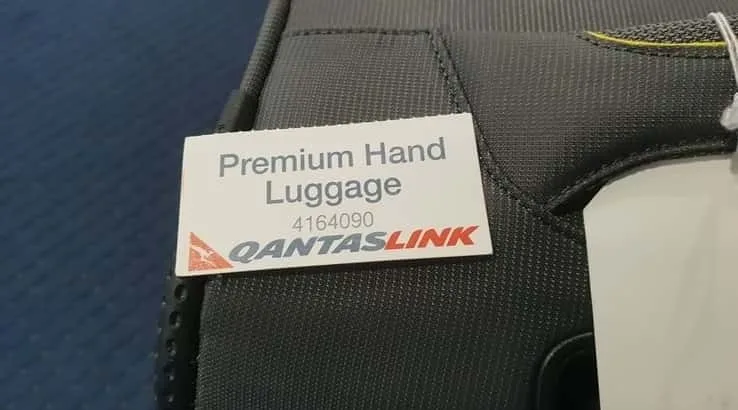 Premium Hand
Luggage
4164090
QANTASLINK